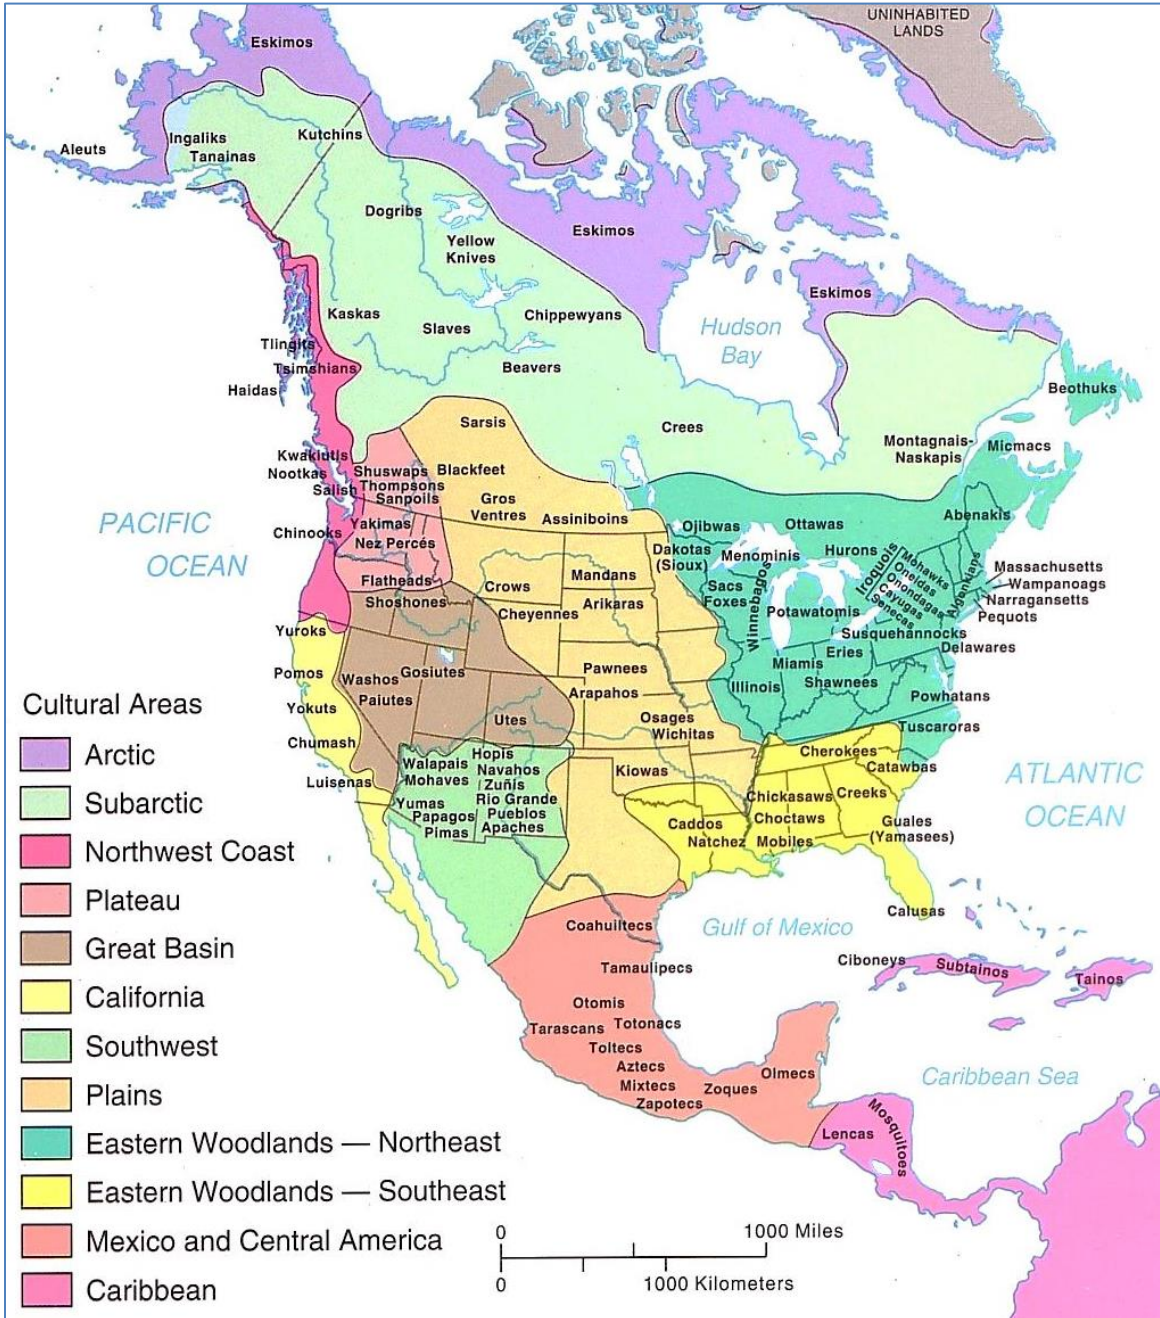 UNINHABITED
LANDS
Eskimos
Aleuts
Ingaliks
Tanainas
Kutchins
Dogribs
Yellow
Knives
Eskimos
Eskimos
Kaskas
Slaves
Chippewyans
Hudson
Bay
Tlingits
Tsimshians
Haidas
Beavers
Beothuks
Sarsis
Crees
Montagnais-
Naskapis
Micmacs
Kwakiutls
Nootkas
Salish
Shuswaps
Thompsons
Sanpoils
Blackfeet
Gros
Ventres
Assiniboins
Abenakis
PACIFIC
OCEAN
Chinooks
Yakimas
Nez Percés
Flatheads
Ojibwas
Ottawas
Dakotas
(Sioux)
Menominis
Hurons
Iroquois
Mohawks
Oneidas
Onondagas
Cayugas
Senecas
Algonkians
Massachusetts
Wampanoags
Narragansetts
Pequots
Crows
Mandans
Sacs
Foxes
Winnebagos
Potawatomis
Shoshones
Cheyennes
Arikaras
Susquehannocks
Delawares
Yuroks
Pomos
Yokuts
Chumash
Luisenas
Washos
Paiutes
Gosiutes
Utes
Pawnees
Arapahos
Osages
Wichitas
Kiowas
Miamis
Eries
Illinois
Shawnees
Powhatans
Tuscaroras
Cherokees
Catawbas
Walapais
Mohaves
Hopis
Navahos
Zuñis
Rio Grande
Pueblos
Apaches
Yumas
Papagos
Pimas
Chickasaws
Creeks
Choctaws
Caddos
Natchez
Mobiles
Guales
(Yamasees)
Calusas
ATLANTIC
OCEAN
Gulf of Mexico
Coahuiltecs
Tamaulipecs
Otomis
Tarascans
Totonacs
Toltecs
Aztecs
Mixtecs
Zapotecs
Zoques
Olmecs
Ciboneys
Subtainos
Tainos
Caribbean Sea
Lencas
Mosquitoes
Cultural Areas
Arctic
Subarctic
Northwest Coast
Plateau
Great Basin
California
Southwest
Plains
Eastern Woodlands — Northeast
Eastern Woodlands — Southeast
Mexico and Central America
Caribbean
0
1000 Miles
0
1000 Kilometers